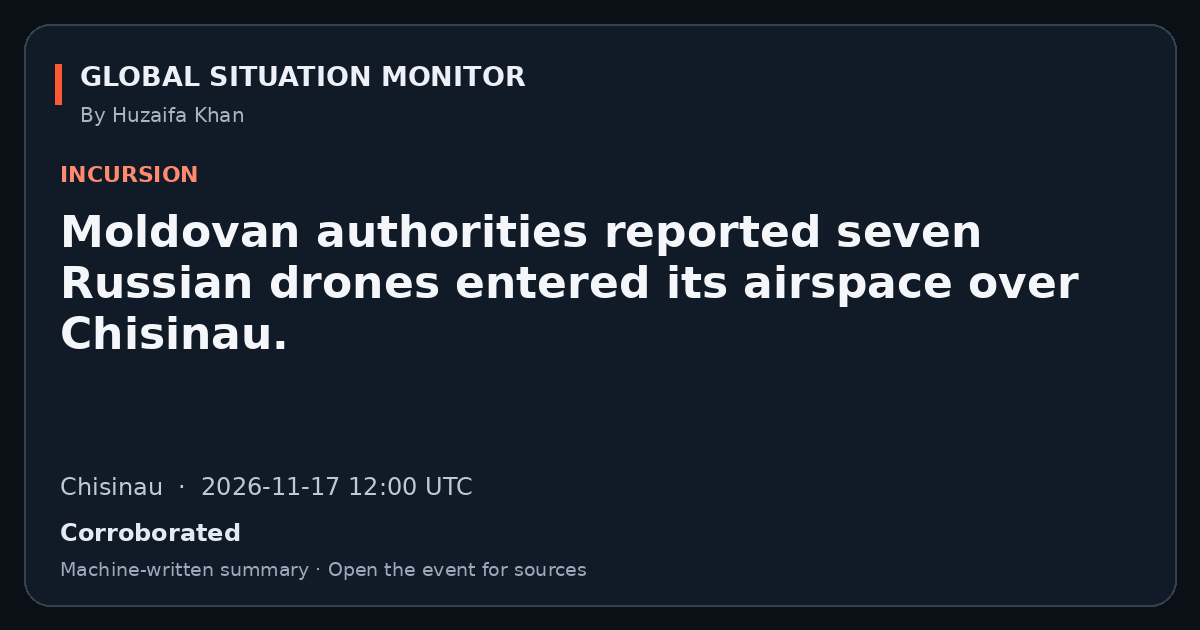 GLOBAL SITUATION MONITOR
By Huzaifa Khan
INCURSION
Moldovan authorities reported seven
Russian drones entered its airspace over
Chisinau.
Chisinau · 2026-11-17 12:00 UTC
Corroborated
Machine-written summary · Open the event for sources